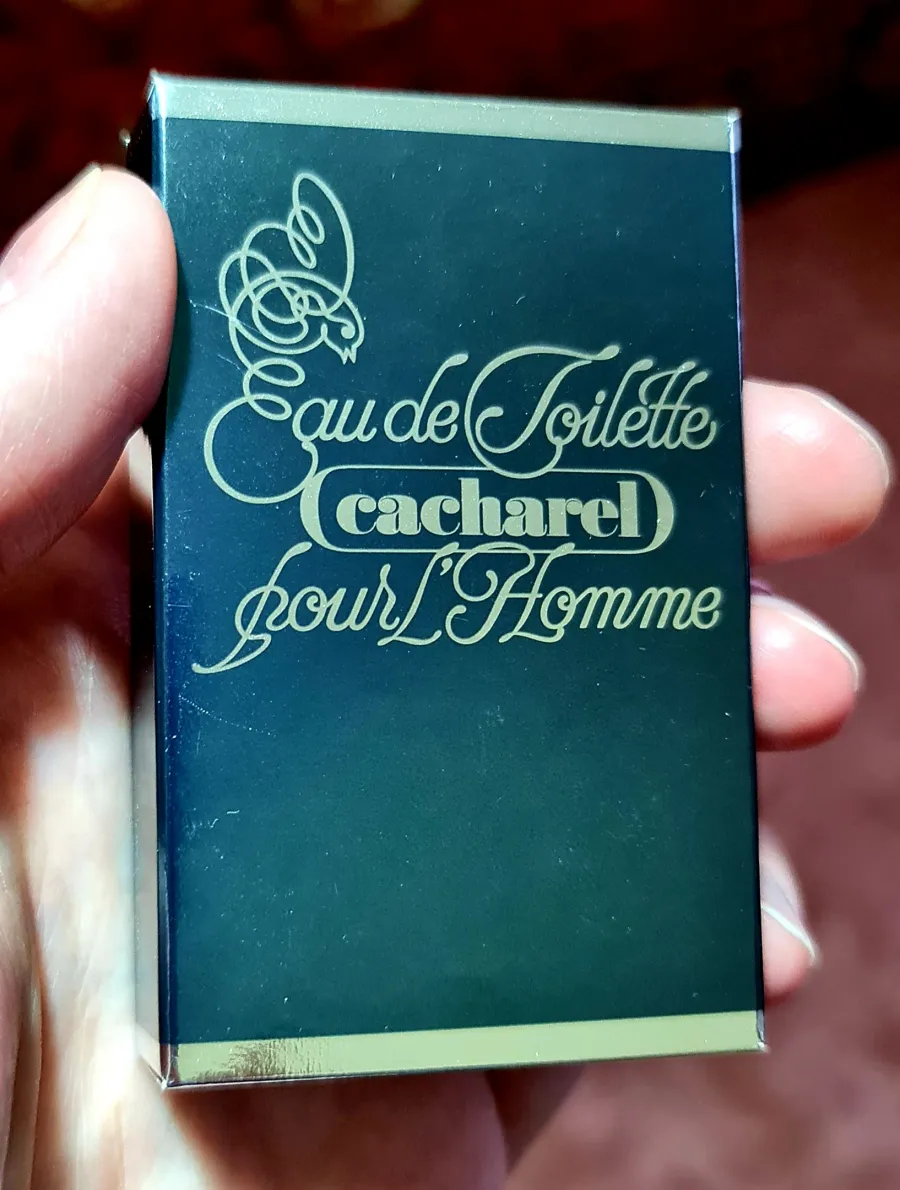 Eau de Toilette
cacharel
pour L'Homme